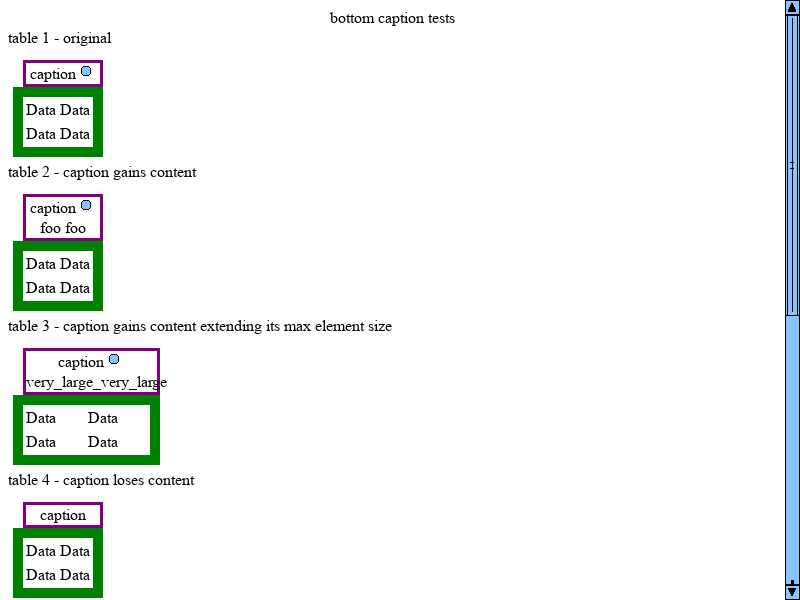 bottom caption tests
table 1 - original
caption
Data Data
Data Data
table 2 - caption gains content
caption
foo foo
Data Data
Data Data
table 3 - caption gains content extending its max element size
caption
very_large_very_large
Data Data
Data Data
table 4 - caption loses content
caption
Data Data
Data Data